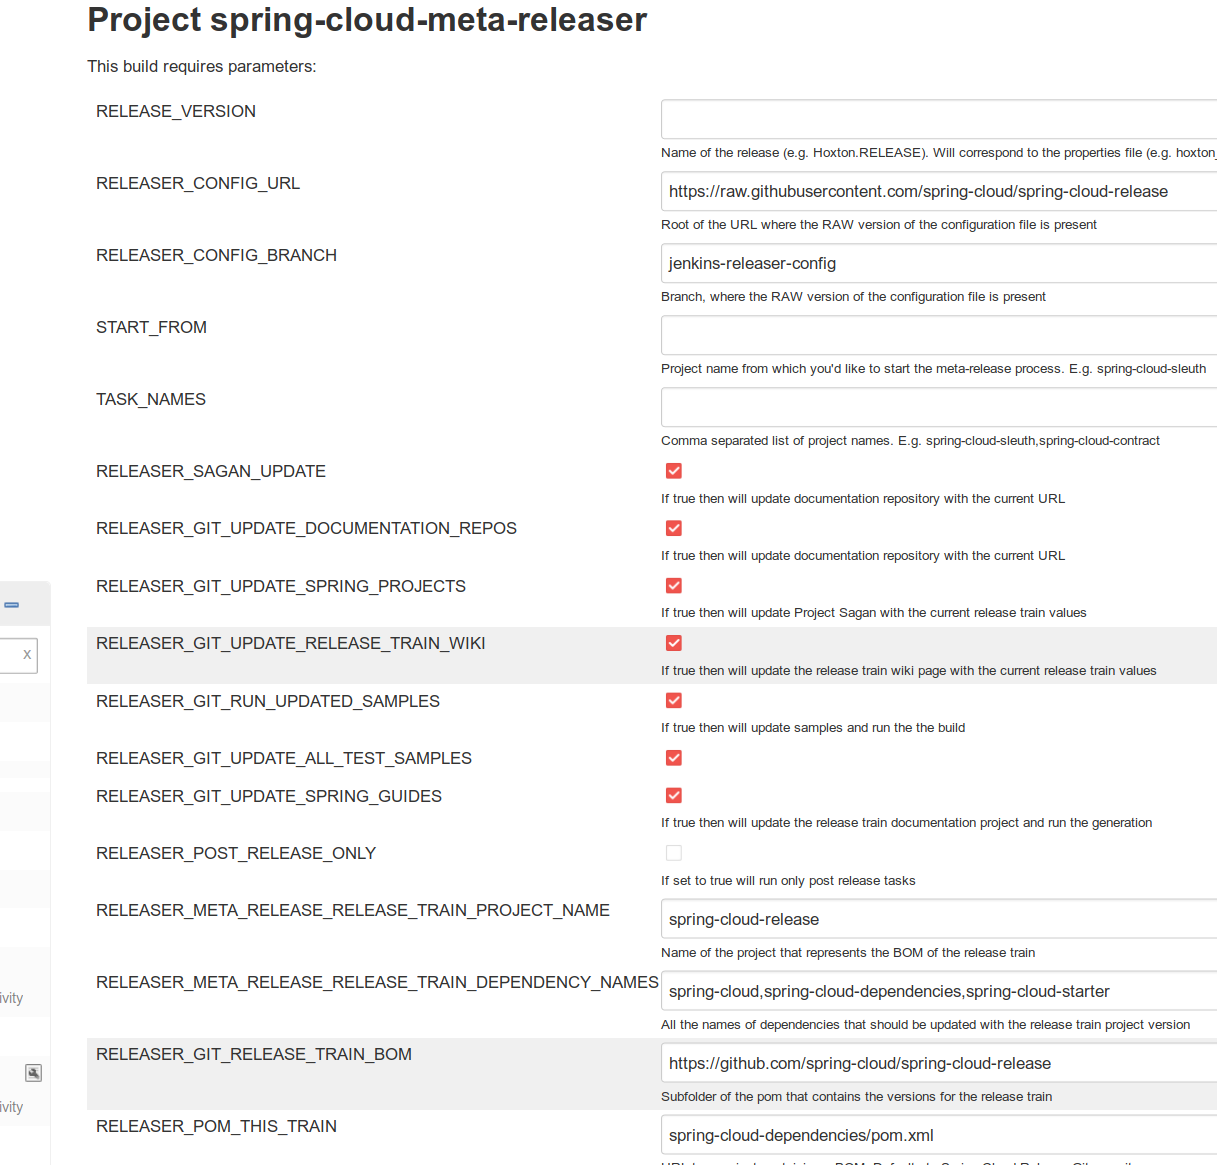 Project spring-cloud-meta-releaser
This build requires parameters:
RELEASE_VERSION
Name of the release (e.g. Hoxton.RELEASE). Will correspond to the properties file (e.g. hoxton_
RELEASER_CONFIG_URL
https://raw.githubusercontent.com/spring-cloud/spring-cloud-release
Root of the URL where the RAW version of the configuration file is present
RELEASER_CONFIG_BRANCH
jenkins-releaser-config
Branch, where the RAW version of the configuration file is present
START_FROM
Project name from which you'd like to start the meta-release process. E.g. spring-cloud-sleuth
TASK_NAMES
Comma separated list of project names. E.g. spring-cloud-sleuth,spring-cloud-contract
RELEASER_SAGAN_UPDATE
If true then will update documentation repository with the current URL
RELEASER_GIT_UPDATE_DOCUMENTATION_REPOS
If true then will update documentation repository with the current URL
RELEASER_GIT_UPDATE_SPRING_PROJECTS
If true then will update Project Sagan with the current release train values
RELEASER_GIT_UPDATE_RELEASE_TRAIN_WIKI
If true then will update the release train wiki page with the current release train values
x
RELEASER_GIT_RUN_UPDATED_SAMPLES
If true then will update samples and run the the build
RELEASER_GIT_UPDATE_ALL_TEST_SAMPLES
RELEASER_GIT_UPDATE_SPRING_GUIDES
If true then will update the release train documentation project and run the generation
RELEASER_POST_RELEASE_ONLY
If set to true will run only post release tasks
RELEASER_META_RELEASE_RELEASE_TRAIN_PROJECT_NAME
spring-cloud-release
Name of the project that represents the BOM of the release train
RELEASER_META_RELEASE_RELEASE_TRAIN_DEPENDENCY_NAMES
spring-cloud,spring-cloud-dependencies,spring-cloud-starter
ivity
All the names of dependencies that should be updated with the release train project version
RELEASER_GIT_RELEASE_TRAIN_BOM
https://github.com/spring-cloud/spring-cloud-release
Subfolder of the pom that contains the versions for the release train
ivity
RELEASER_POM_THIS_TRAIN
spring-cloud-dependencies/pom.xml